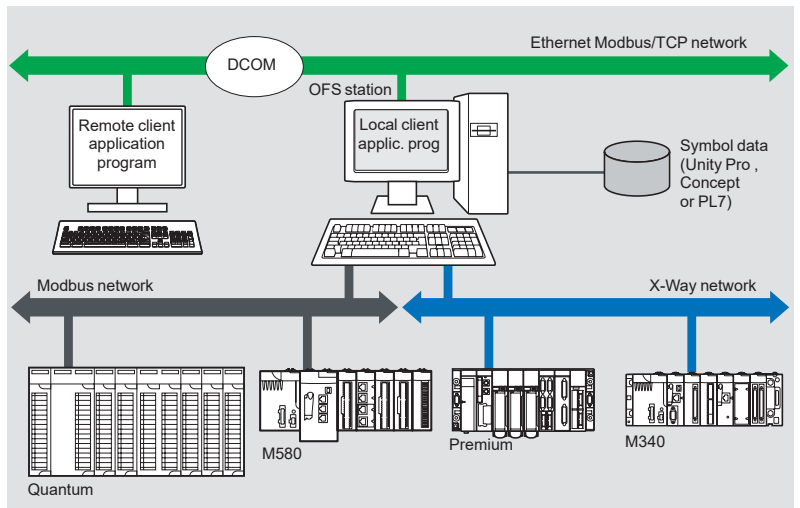 Ethernet Modbus/TCP network
DCOM
OFS station
Remote client
application
program
Local client
applic. prog
Symbol data
(Unity Pro ,
Concept
or PL7)
Modbus network
X-Way network
Quantum
M580
Premium
M340